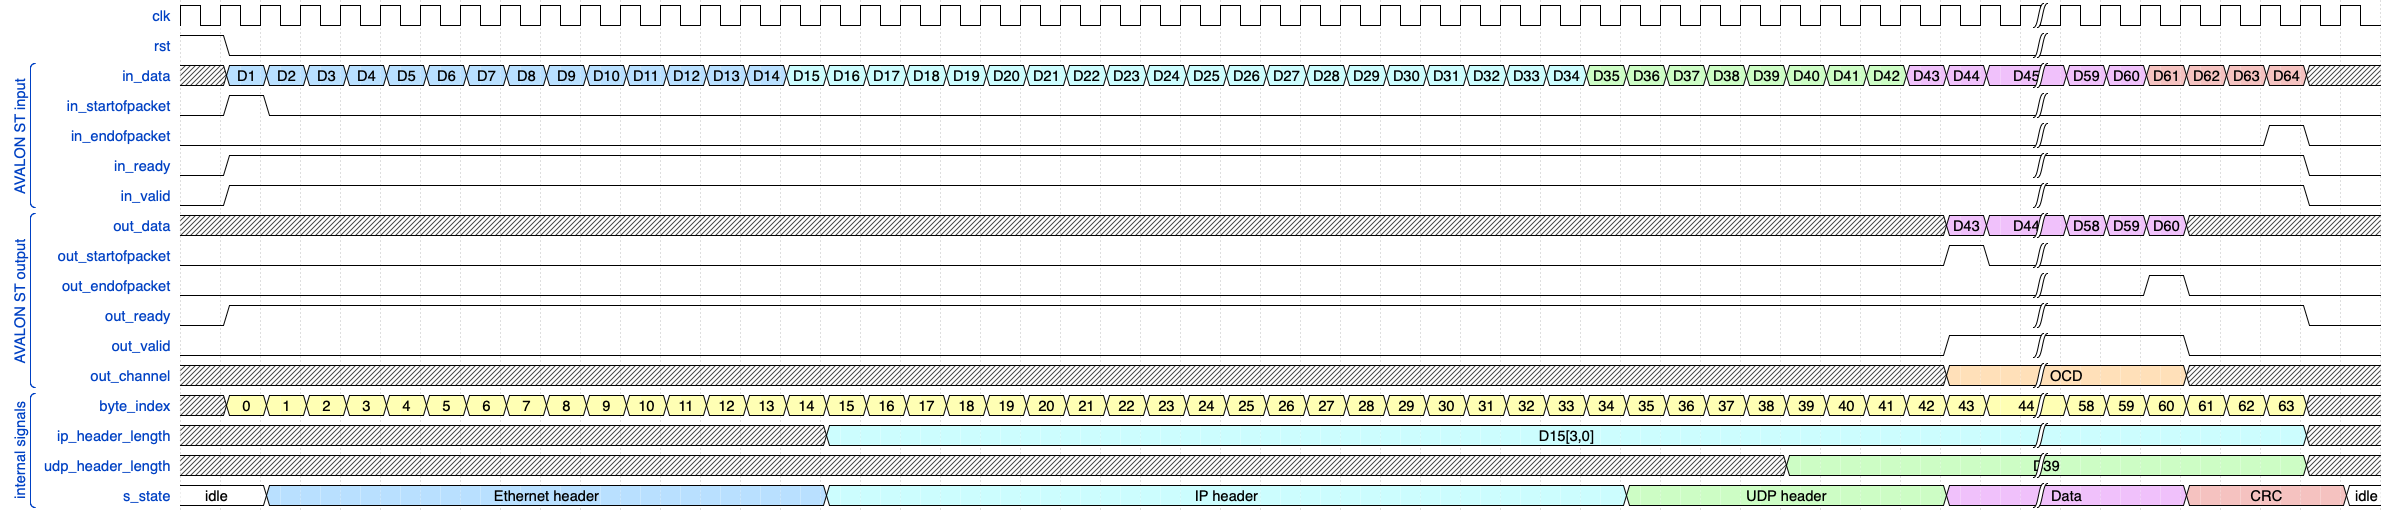 clk
rst
AVALON ST input
in_data D1 D2 D3 D4 D5 D6 D7 D8 D9 D10 D11 D12 D13 D14 D15 D16 D17 D18 D19 D20 D21 D22 D23 D24 D25 D26 D27 D28 D29 D30 D31 D32 D33 D34 D35 D36 D37 D38 D39 D40 D41 D42 D43 D44 D45 D59 D60 D61 D62 D63 D64
in_startofpacket
in_endofpacket
in_ready
in_valid
AVALON ST output
out_data D43 D44 D58 D59 D60
out_startofpacket
out_endofpacket
out_ready
out_valid
out_channel OCD
internal signals
byte_index 0 1 2 3 4 5 6 7 8 9 10 11 12 13 14 15 16 17 18 19 20 21 22 23 24 25 26 27 28 29 30 31 32 33 34 35 36 37 38 39 40 41 42 43 44 58 59 60 61 62 63
ip_header_length D15[3,0]
udp_header_length D39
s_state idle Ethernet header IP header UDP header Data CRC idle